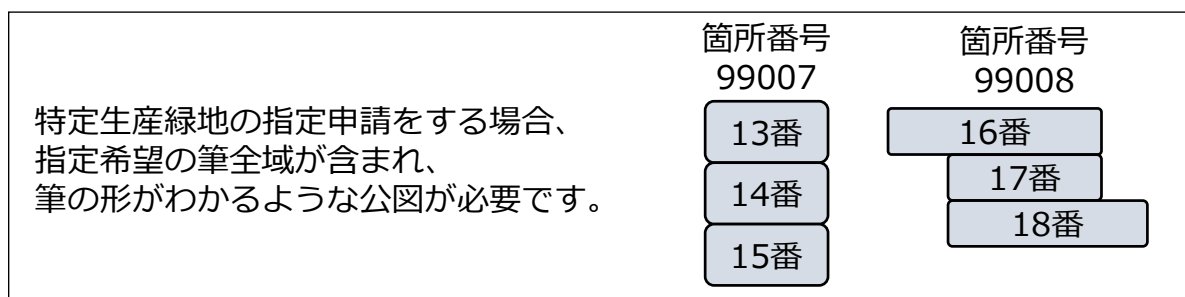 特定生産緑地の指定申請をする場合、
指定希望の筆全域が含まれ、
筆の形がわかるような公図が必要です。
箇所番号
99007
13番
14番
15番
箇所番号
99008
16番
17番
18番